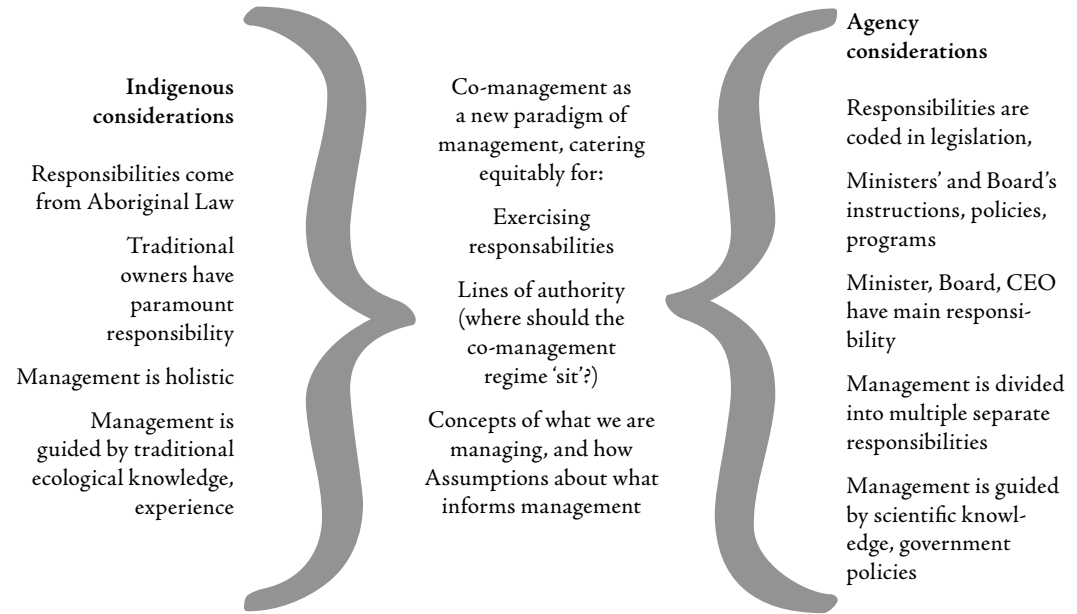 Indigenous
considerations
Responsibilities come
from Aboriginal Law
Traditional
owners have
paramount
responsibility
Management is holistic
Management is
guided by traditional
ecological knowledge,
experience
Co-management as
a new paradigm of
management, catering
equitably for:
Exercising
responsabilities
Lines of authority
(where should the
co-management
regime ‘sit’?)
Concepts of what we are
managing, and how
Assumptions about what
informs management
Agency
considerations
Responsibilities are
coded in legislation,
Ministers’ and Board’s
instructions, policies,
programs
Minister, Board, CEO
have main responsi-
bility
Management is divided
into multiple separate
responsibilities
Management is guided
by scientific knowl-
edge, government
policies